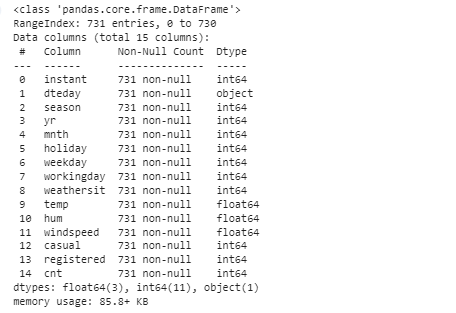 <class 'pandas.core.frame.DataFrame'>
RangeIndex: 731 entries, 0 to 730
Data columns (total 15 columns):
 #   Column      Non-Null Count  Dtype
---  ------      --------------  -----
 0   instant     731 non-null    int64
 1   dteday      731 non-null    object
 2   season      731 non-null    int64
 3   yr          731 non-null    int64
 4   mnth        731 non-null    int64
 5   holiday     731 non-null    int64
 6   weekday     731 non-null    int64
 7   workingday  731 non-null    int64
 8   weathersit  731 non-null    int64
 9   temp        731 non-null    float64
 10  hum         731 non-null    float64
 11  windspeed   731 non-null    float64
 12  casual      731 non-null    int64
 13  registered  731 non-null    int64
 14  cnt         731 non-null    int64
dtypes: float64(3), int64(11), object(1)
memory usage: 85.8+ KB